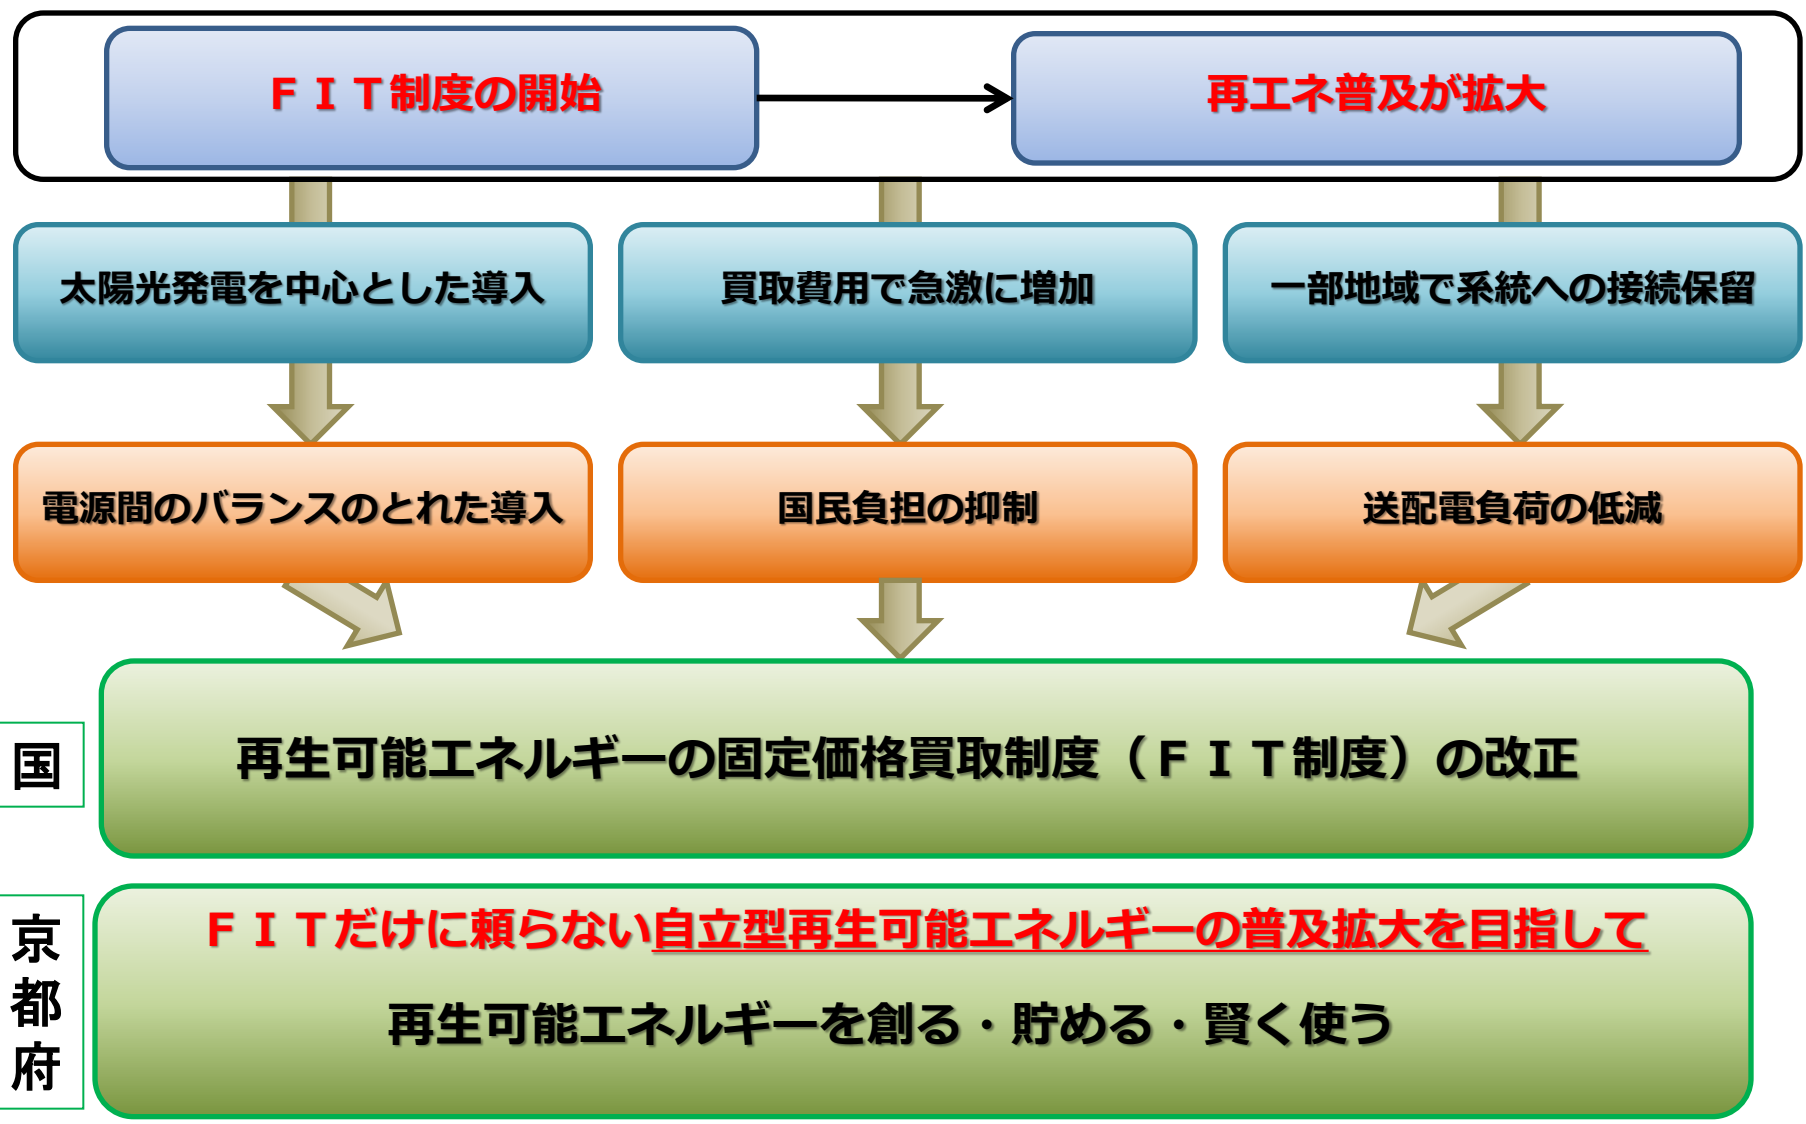 ＦＩＴ制度の開始
再エネ普及が拡大
太陽光発電を中心とした導入
買取費用で急激に増加
一部地域で系統への接続保留
電源間のバランスのとれた導入
国民負担の抑制
送配電負荷の低減
国
再生可能エネルギーの固定価格買取制度（ＦＩＴ制度）の改正
京都府
ＦＩＴだけに頼らない自立型再生可能エネルギーの普及拡大を目指して
再生可能エネルギーを創る・貯める・賢く使う